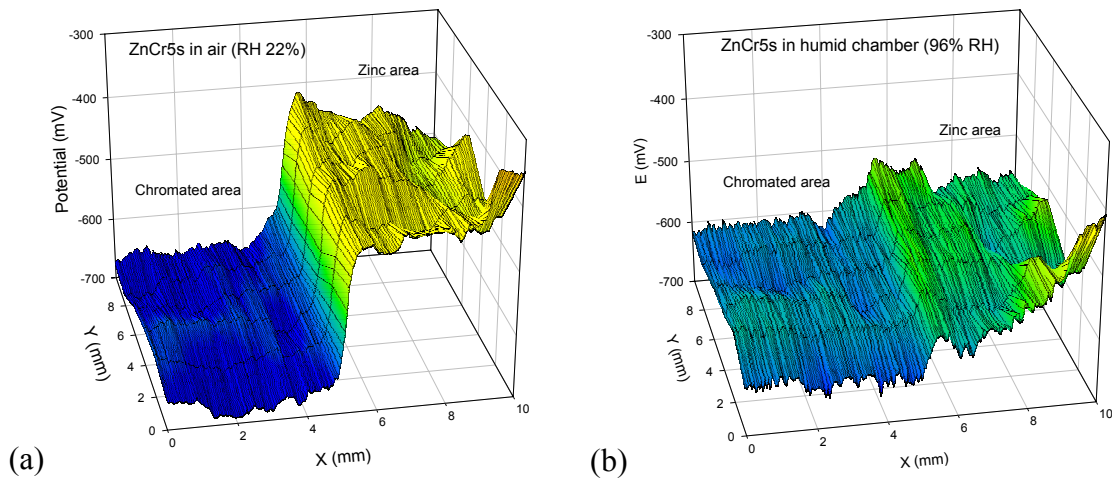 -300
-400
-500
-600
-700
Potential (mV)
ZnCr5s in air (RH 22%)
Zinc area
Chromated area
8
6
4
2
0
Y (mm)
0
2
4
6
8
10
X (mm)
(a)
-300
-400
-500
-600
-700
E (mV)
ZnCr5s in humid chamber (96% RH)
Zinc area
Chromated area
8
6
4
2
0
Y (mm)
0
2
4
6
8
10
X (mm)
(b)